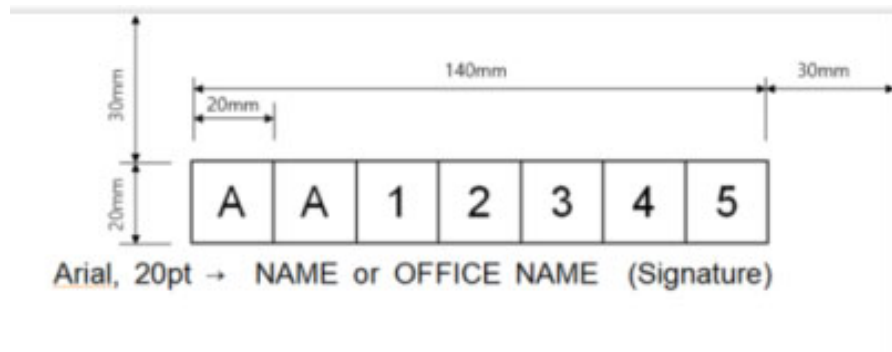 140mm
30mm
30mm
20mm
20mm
A A 1 2 3 4 5
Arial, 20pt → NAME or OFFICE NAME (Signature)